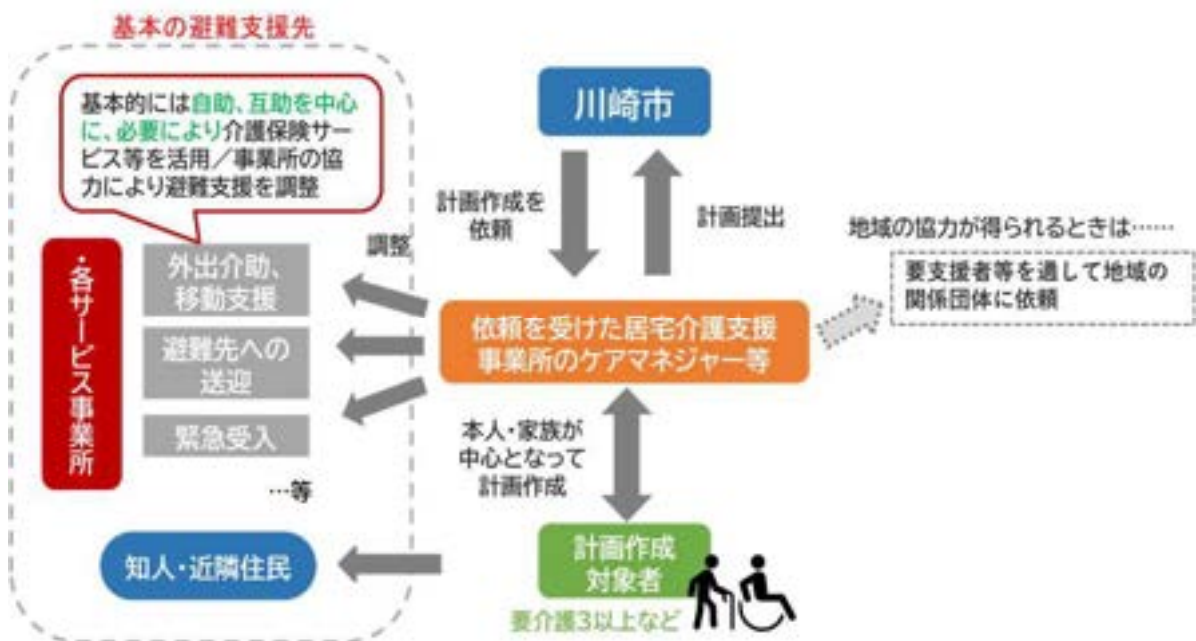 基本の避難支援先
基本的には自助、互助を中心
に、必要により介護保険サー
ビス等を活用／事業所の協
力により避難支援を調整
・各サービス事業所
外出介助、
移動支援
避難先への
送迎
緊急受入
…等
知人・近隣住民
調整
川崎市
計画作成を
依頼
計画提出
依頼を受けた居宅介護支援
事業所のケアマネジャー等
地域の協力が得られるときは……
要支援者等を通して地域の
関係団体に依頼
本人・家族が
中心となって
計画作成
計画作成
対象者
要介護3以上など